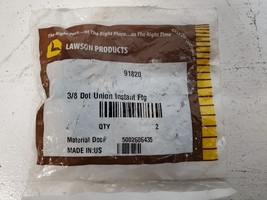 The Right Part...at The Right Place...at The Right Time
LAWSON PRODUCTS
91820
3/8 Dot Union Instant Ftg
QTY 2
Material Doc# 5002606435
MADE IN:US